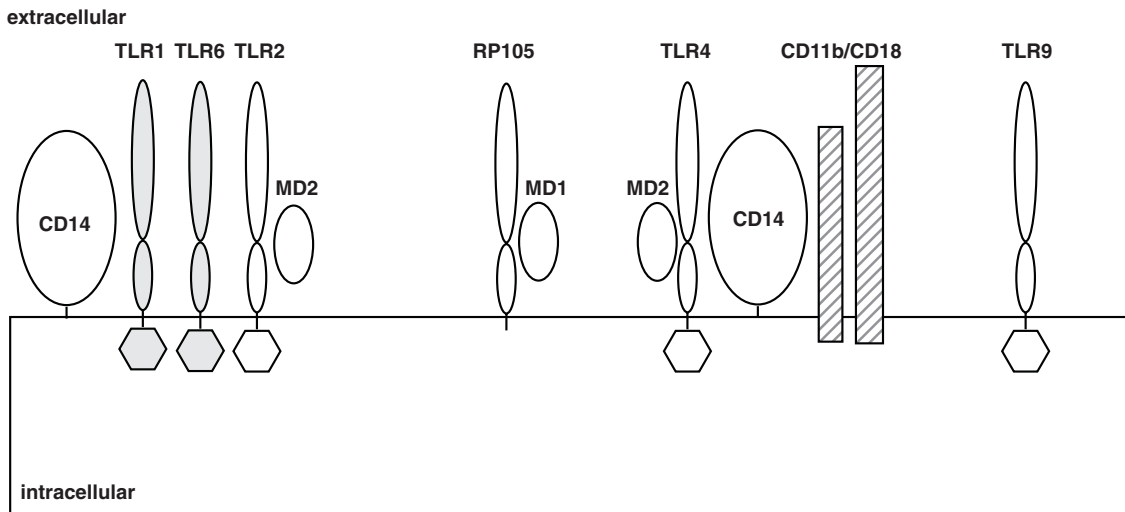 extracellular
TLR1 TLR6 TLR2 RP105 TLR4 CD11b/CD18 TLR9
MD2 MD1 MD2
CD14 CD14
intracellular